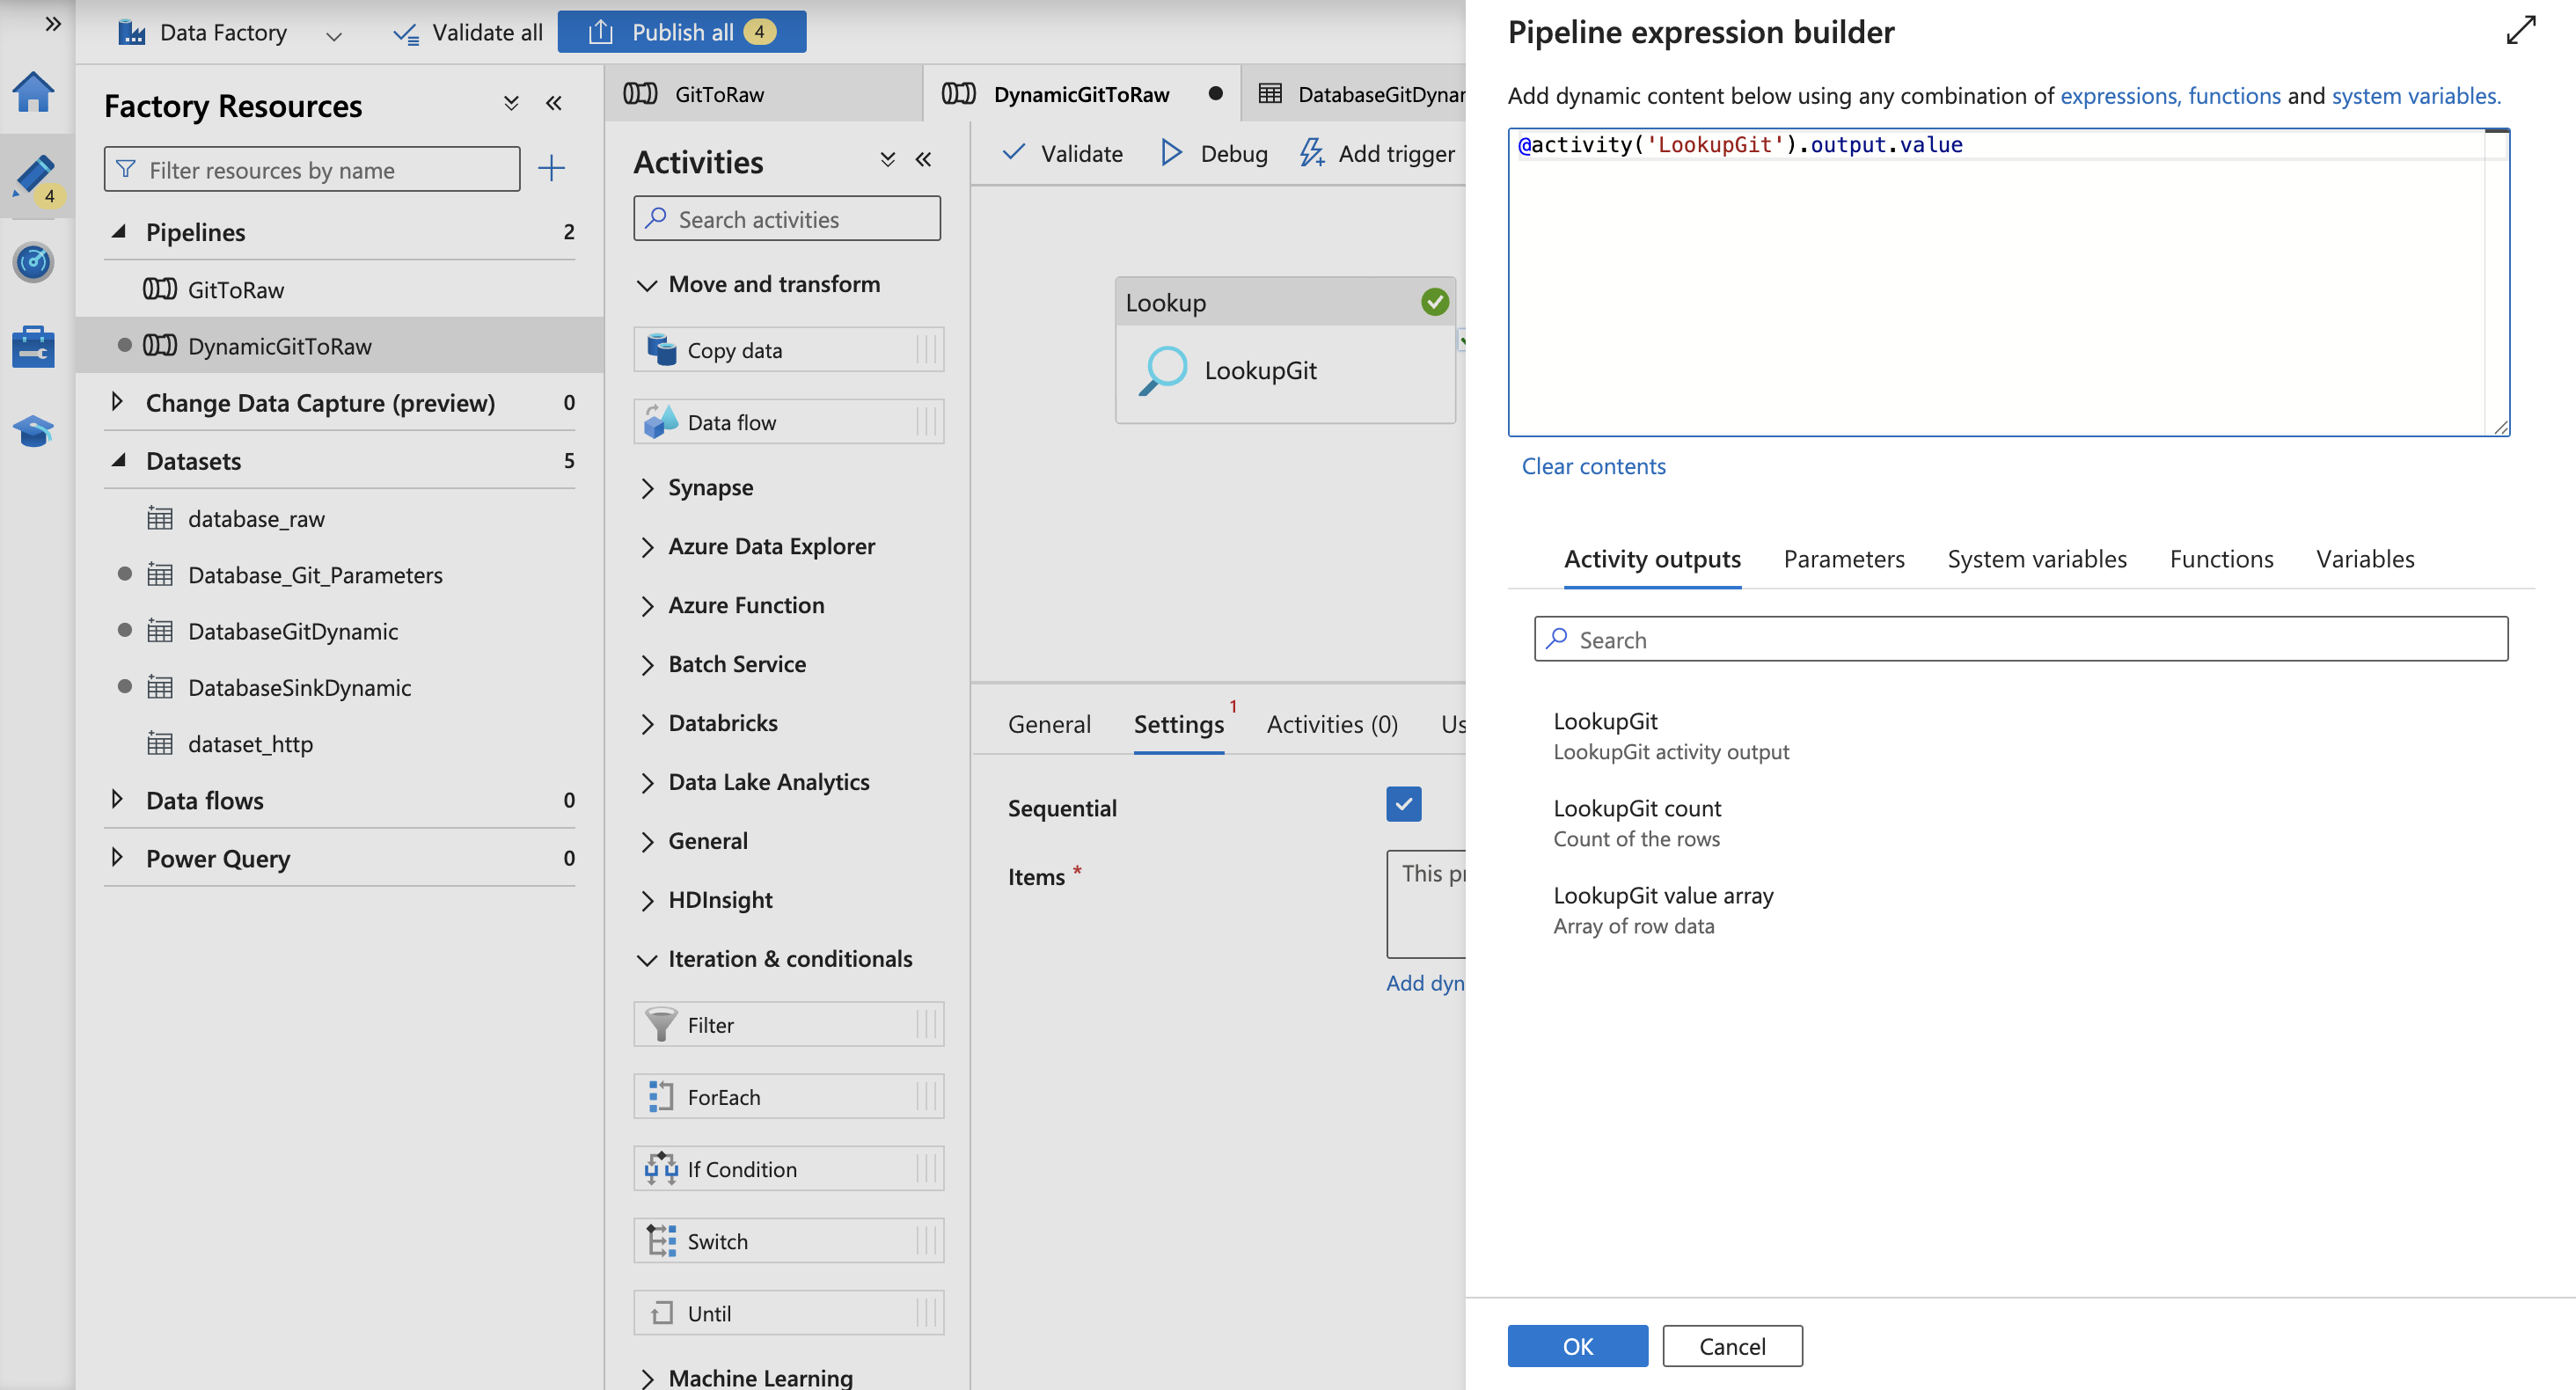 Data Factory
Validate all
Publish all 4
4
Factory Resources
Filter resources by name
Pipelines 2
GitToRaw
DynamicGitToRaw
Change Data Capture (preview) 0
Datasets 5
database_raw
Database_Git_Parameters
DatabaseGitDynamic
DatabaseSinkDynamic
dataset_http
Data flows 0
Power Query 0
GitToRaw
DynamicGitToRaw
DatabaseGitDynar
Activities
Search activities
Move and transform
Copy data
Data flow
Synapse
Azure Data Explorer
Azure Function
Batch Service
Databricks
Data Lake Analytics
General
HDInsight
Iteration & conditionals
Filter
ForEach
If Condition
Switch
Until
Machine Learning
Validate
Debug
Add trigger
Lookup
LookupGit
General
Settings 1
Activities (0)
Us
Sequential
Items *
This pr
Add dyn
Pipeline expression builder
Add dynamic content below using any combination of expressions, functions and system variables.
@activity('LookupGit').output.value
Clear contents
Activity outputs
Parameters
System variables
Functions
Variables
Search
LookupGit
LookupGit activity output
LookupGit count
Count of the rows
LookupGit value array
Array of row data
OK
Cancel